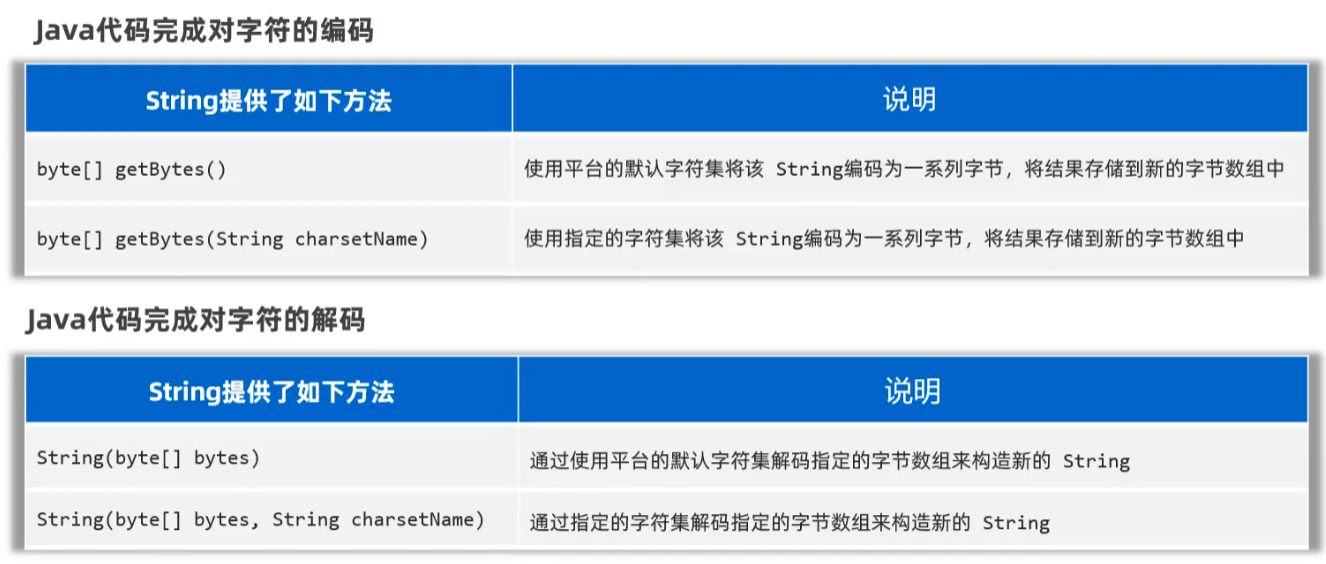 Java代码完成对字符的编码
String提供了如下方法
说明
byte[] getBytes()
使用平台的默认字符集将该 String编码为一系列字节，将结果存储到新的字节数组中
byte[] getBytes(String charsetName)
使用指定的字符集将该 String编码为一系列字节，将结果存储到新的字节数组中
Java代码完成对字符的解码
String提供了如下方法
说明
String(byte[] bytes)
通过使用平台的默认字符集解码指定的字节数组来构造新的 String
String(byte[] bytes, String charsetName)
通过指定的字符集解码指定的字节数组来构造新的 String